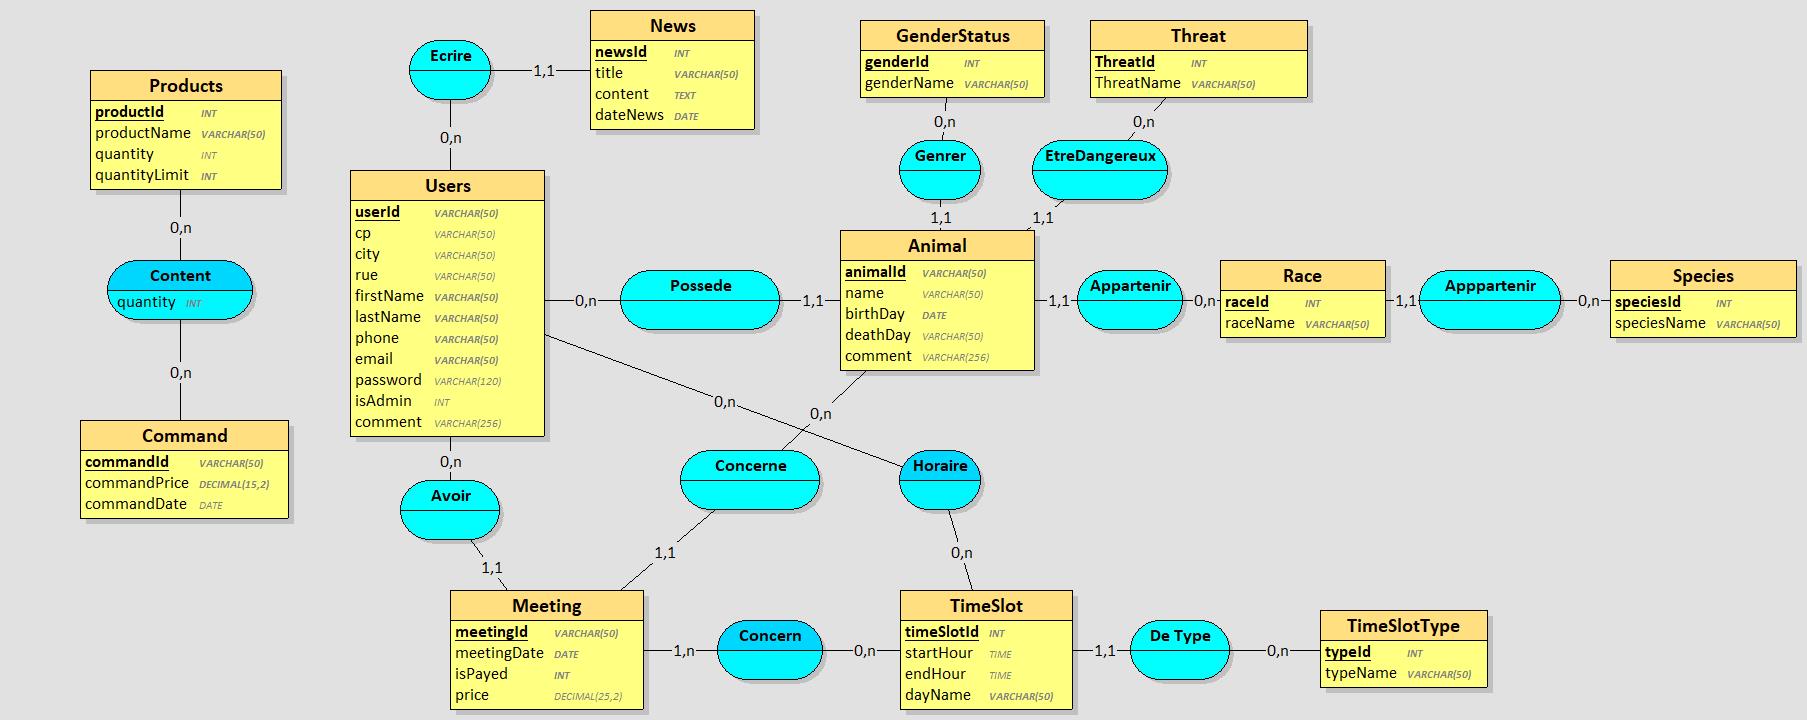 News
newsId INT
title VARCHAR(50)
content TEXT
dateNews DATE
Ecrire
1,1
0,n
GenderStatus
genderId INT
genderName VARCHAR(50)
Threat
ThreatId INT
ThreatName VARCHAR(50)
Products
productId INT
productName VARCHAR(50)
quantity INT
quantityLimit INT
0,n
0,n
Genrer
EtreDangereux
1,1
1,1
Users
userId VARCHAR(50)
cp VARCHAR(50)
city VARCHAR(50)
rue VARCHAR(50)
firstName VARCHAR(50)
lastName VARCHAR(50)
phone VARCHAR(50)
email VARCHAR(50)
password VARCHAR(120)
isAdmin INT
comment VARCHAR(256)
0,n
Content
quantity INT
0,n
0,n
Possede
1,1
Animal
animalId VARCHAR(50)
name VARCHAR(50)
birthDay DATE
deathDay VARCHAR(50)
comment VARCHAR(256)
1,1
Appartenir
0,n
Race
raceId INT
raceName VARCHAR(50)
1,1
Apppartenir
0,n
Species
speciesId INT
speciesName VARCHAR(50)
Command
commandId VARCHAR(50)
commandPrice DECIMAL(15,2)
commandDate DATE
0,n
0,n
0,n
Avoir
Concerne
Horaire
1,1
1,1
0,n
Meeting
meetingId VARCHAR(50)
meetingDate DATE
isPayed INT
price DECIMAL(25,2)
1,n
Concern
0,n
TimeSlot
timeSlotId INT
startHour TIME
endHour TIME
dayName VARCHAR(50)
1,1
De Type
0,n
TimeSlotType
typeId INT
typeName VARCHAR(50)